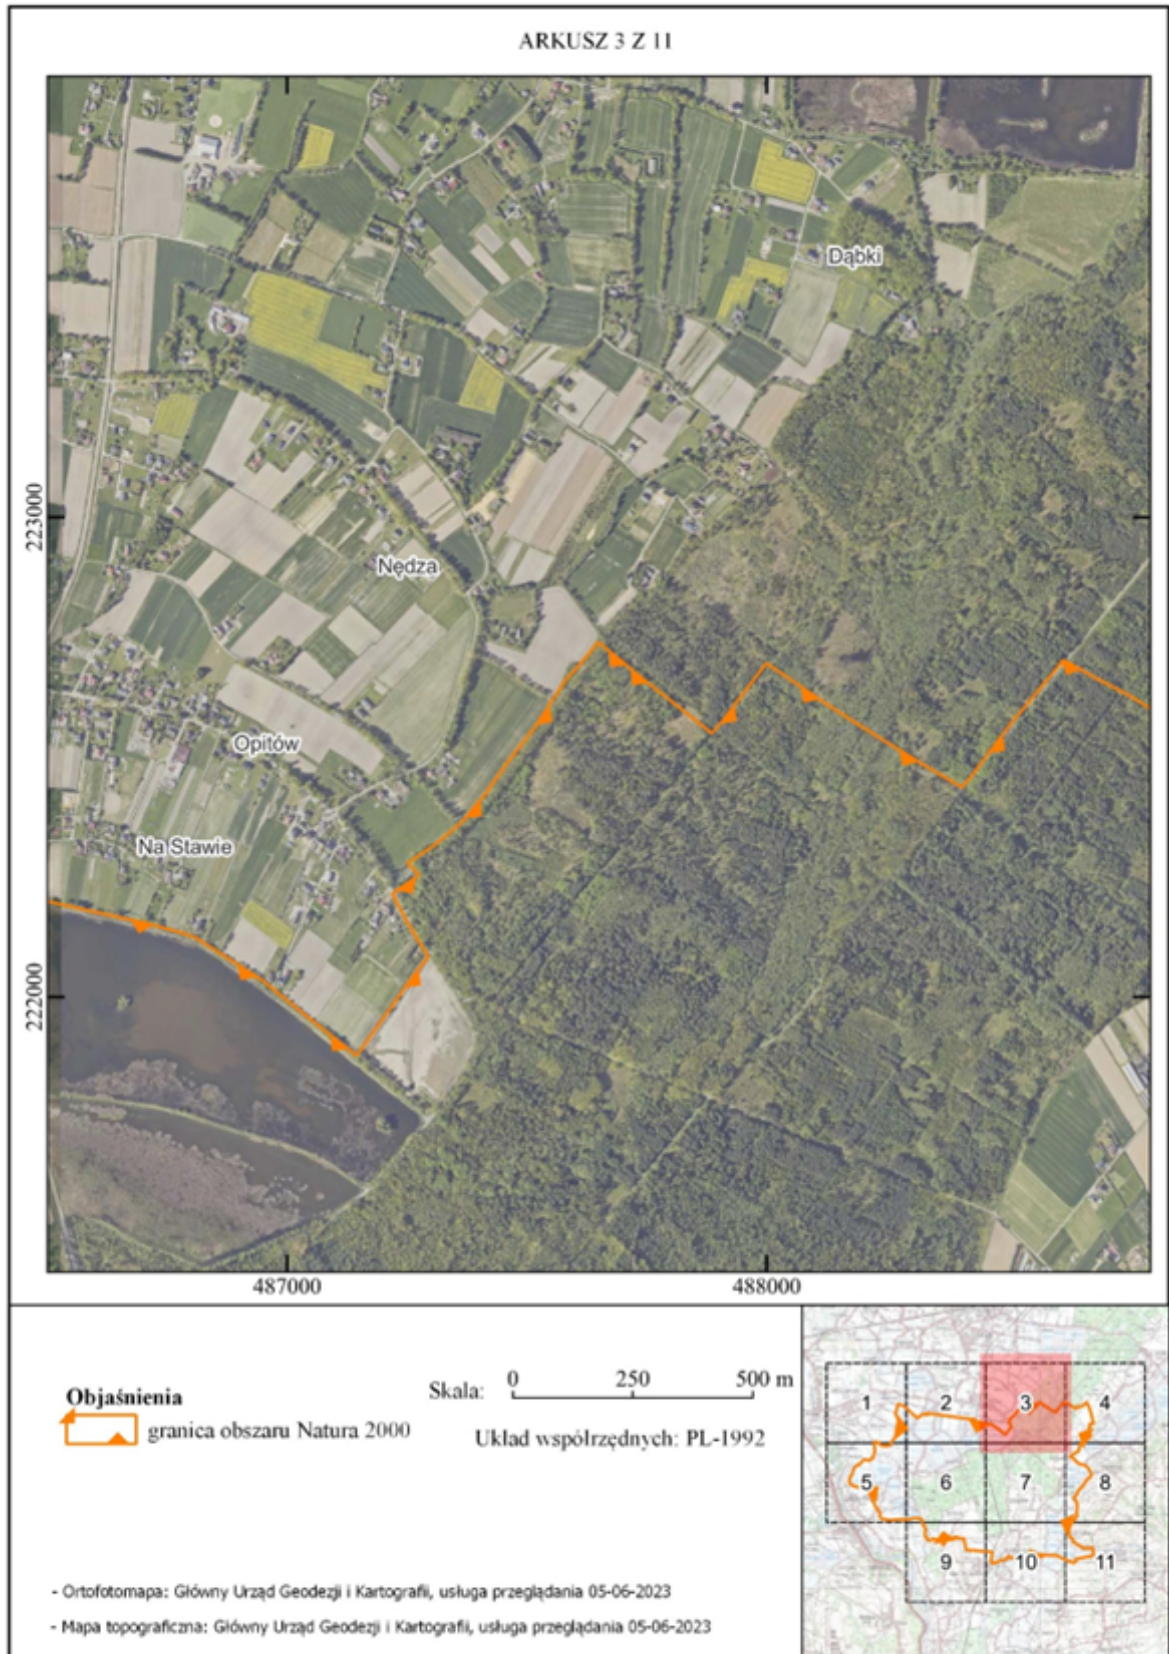 ARKUSZ 3 Z 11
Dąbki
223000
Nędza
Opitów
Na Stawie
222000
487000
488000
Objaśnienia
granica obszaru Natura 2000
Skala:
0
250
500 m
Układ współrzędnych: PL-1992
1
2
3
4
5
6
7
8
9
10
11
- Ortofotomapa: Główny Urząd Geodezji i Kartografii, usługa przeglądania 05-06-2023
- Mapa topograficzna: Główny Urząd Geodezji i Kartografii, usługa przeglądania 05-06-2023